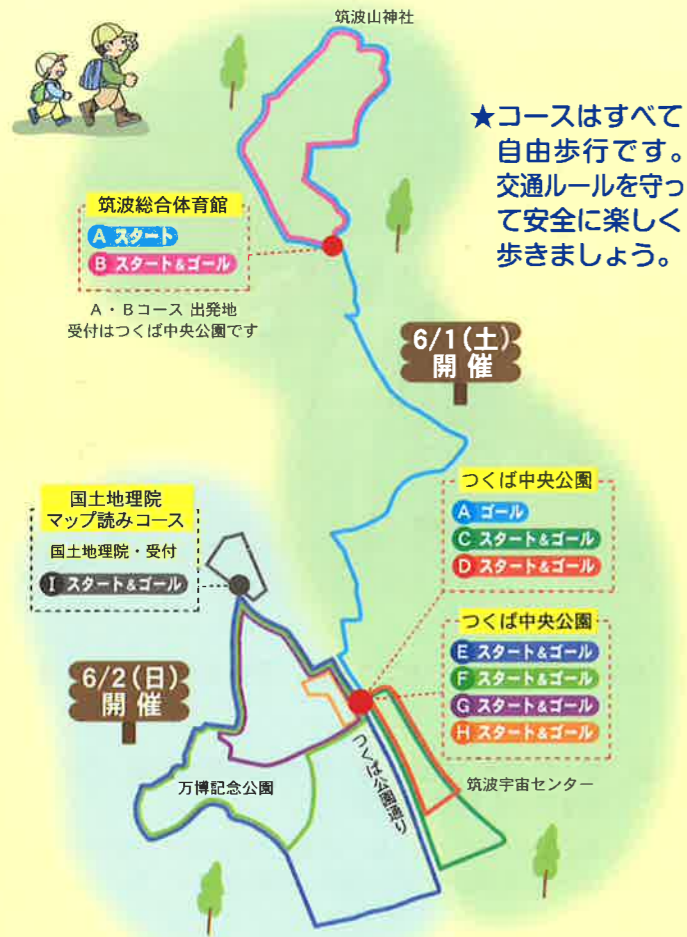 筑波山神社
★コースはすべて
自由歩行です。
交通ルールを守っ
て安全に楽しく
歩きましょう。
筑波総合体育館
A スタート
B スタート&ゴール
A・Bコース 出発地
受付はつくば中央公園です
6/1(土)
開催
つくば中央公園
A ゴール
C スタート&ゴール
D スタート&ゴール
国土地理院
マップ読みコース
国土地理院・受付
I スタート&ゴール
つくば中央公園
E スタート&ゴール
F スタート&ゴール
G スタート&ゴール
H スタート&ゴール
6/2(日)
開催
万博記念公園
つくば公園通り
筑波宇宙センター